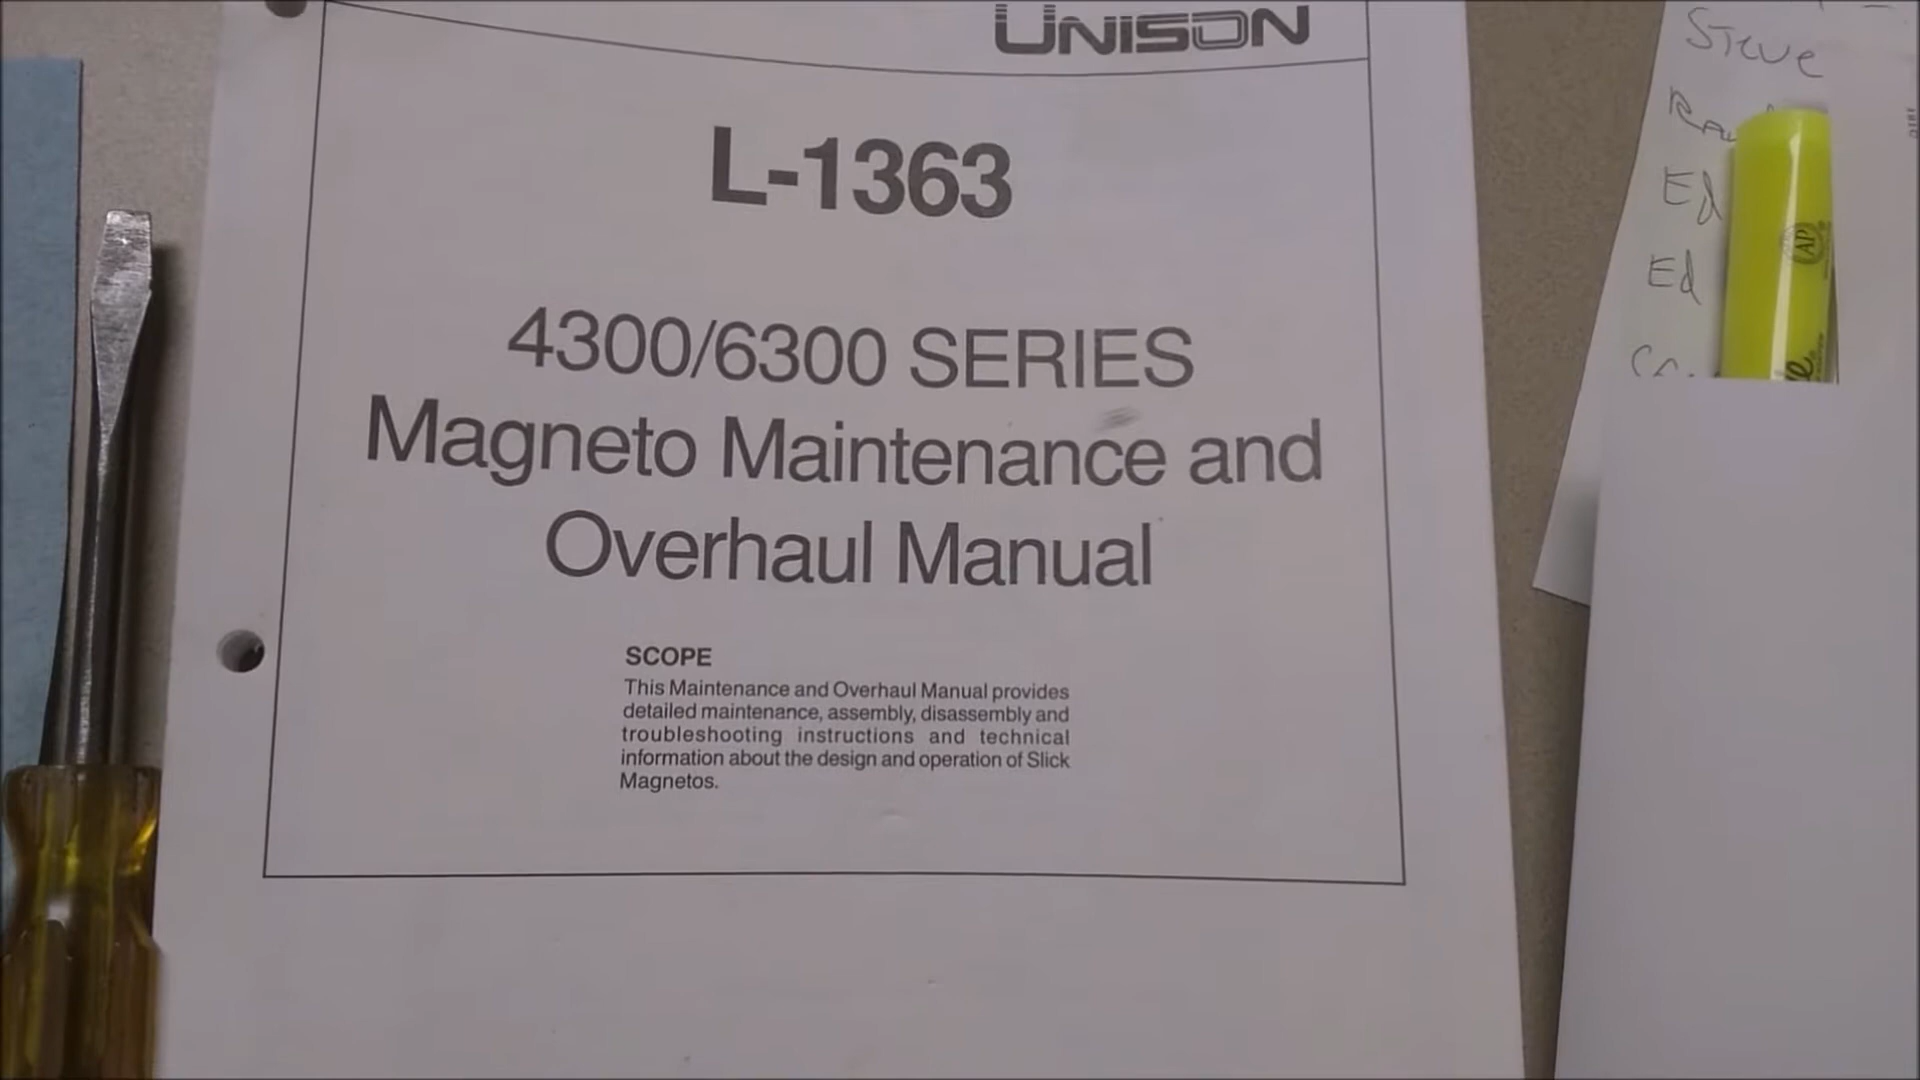 UNISON
L-1363
4300/6300 SERIES
Magneto Maintenance and
Overhaul Manual
SCOPE
This Maintenance and Overhaul Manual provides
detailed maintenance, assembly, disassembly and
troubleshooting instructions and technical
information about the design and operation of Slick
Magnetos.
Steve
Ed
Ed
AP